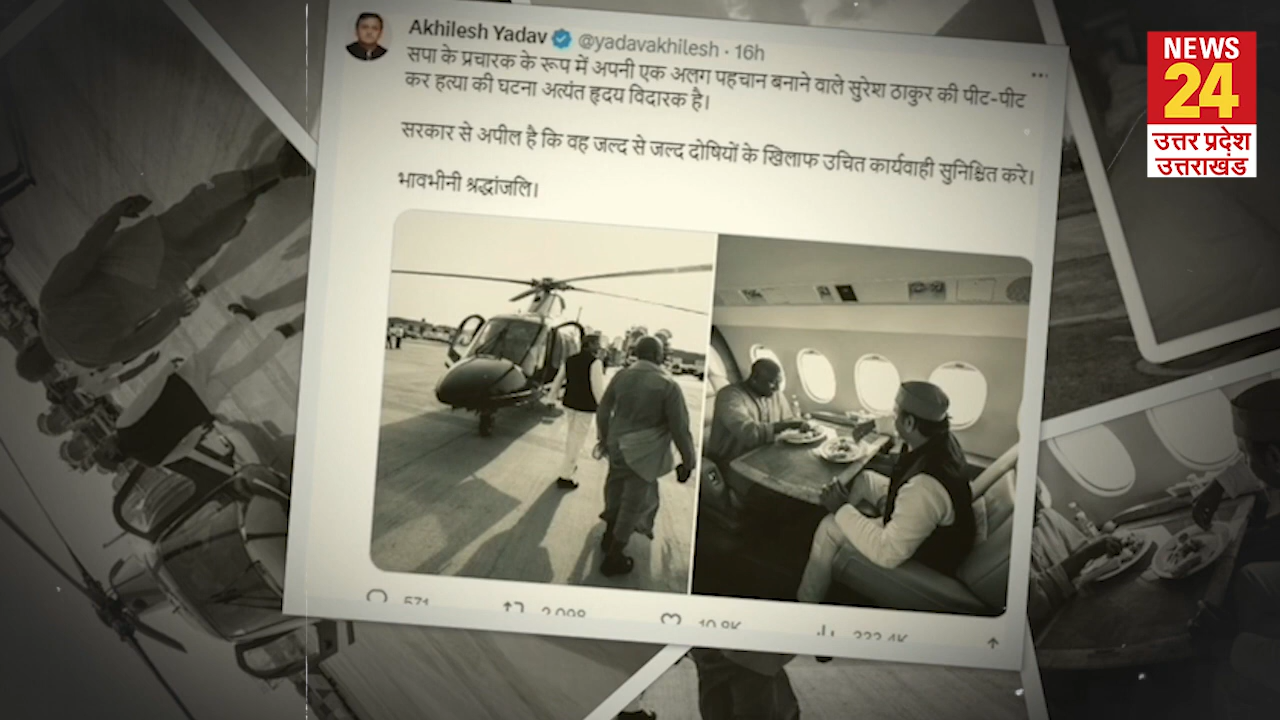 Akhilesh Yadav @yadavakhilesh · 16h
सपा के प्रचारक के रूप में अपनी एक अलग पहचान बनाने वाले सुरेश ठाकुर की पीट-पीट
कर हत्या की घटना अत्यंत हृदय विदारक है।
सरकार से अपील है कि वह जल्द से जल्द दोषियों के खिलाफ उचित कार्यवाही सुनिश्चित करे।
भावभीनी श्रद्धांजलि।
NEWS
24
उत्तर प्रदेश
उत्तराखंड